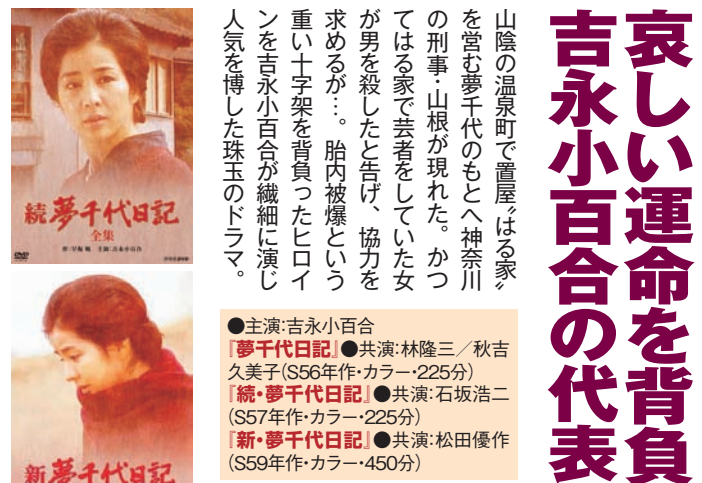 哀しい運命を背負
吉永小百合の代表
山陰の温泉町で置屋〝はる家〟
を営む夢千代のもとへ神奈川
の刑事・山根が現れた。かつ
てはる家で芸者をしていた女
が男を殺したと告げ、協力を
求めるが…。胎内被爆という
重い十字架を背負ったヒロイ
ンを吉永小百合が繊細に演じ
人気を博した珠玉のドラマ。
●主演:吉永小百合
『夢千代日記』●共演:林隆三/秋吉
久美子(S56年作・カラー・225分)
『続・夢千代日記』●共演:石坂浩二
(S57年作・カラー・225分)
『新・夢千代日記』●共演:松田優作
(S59年作・カラー・450分)
続 夢千代日記
全集
DVD
新 夢千代日記